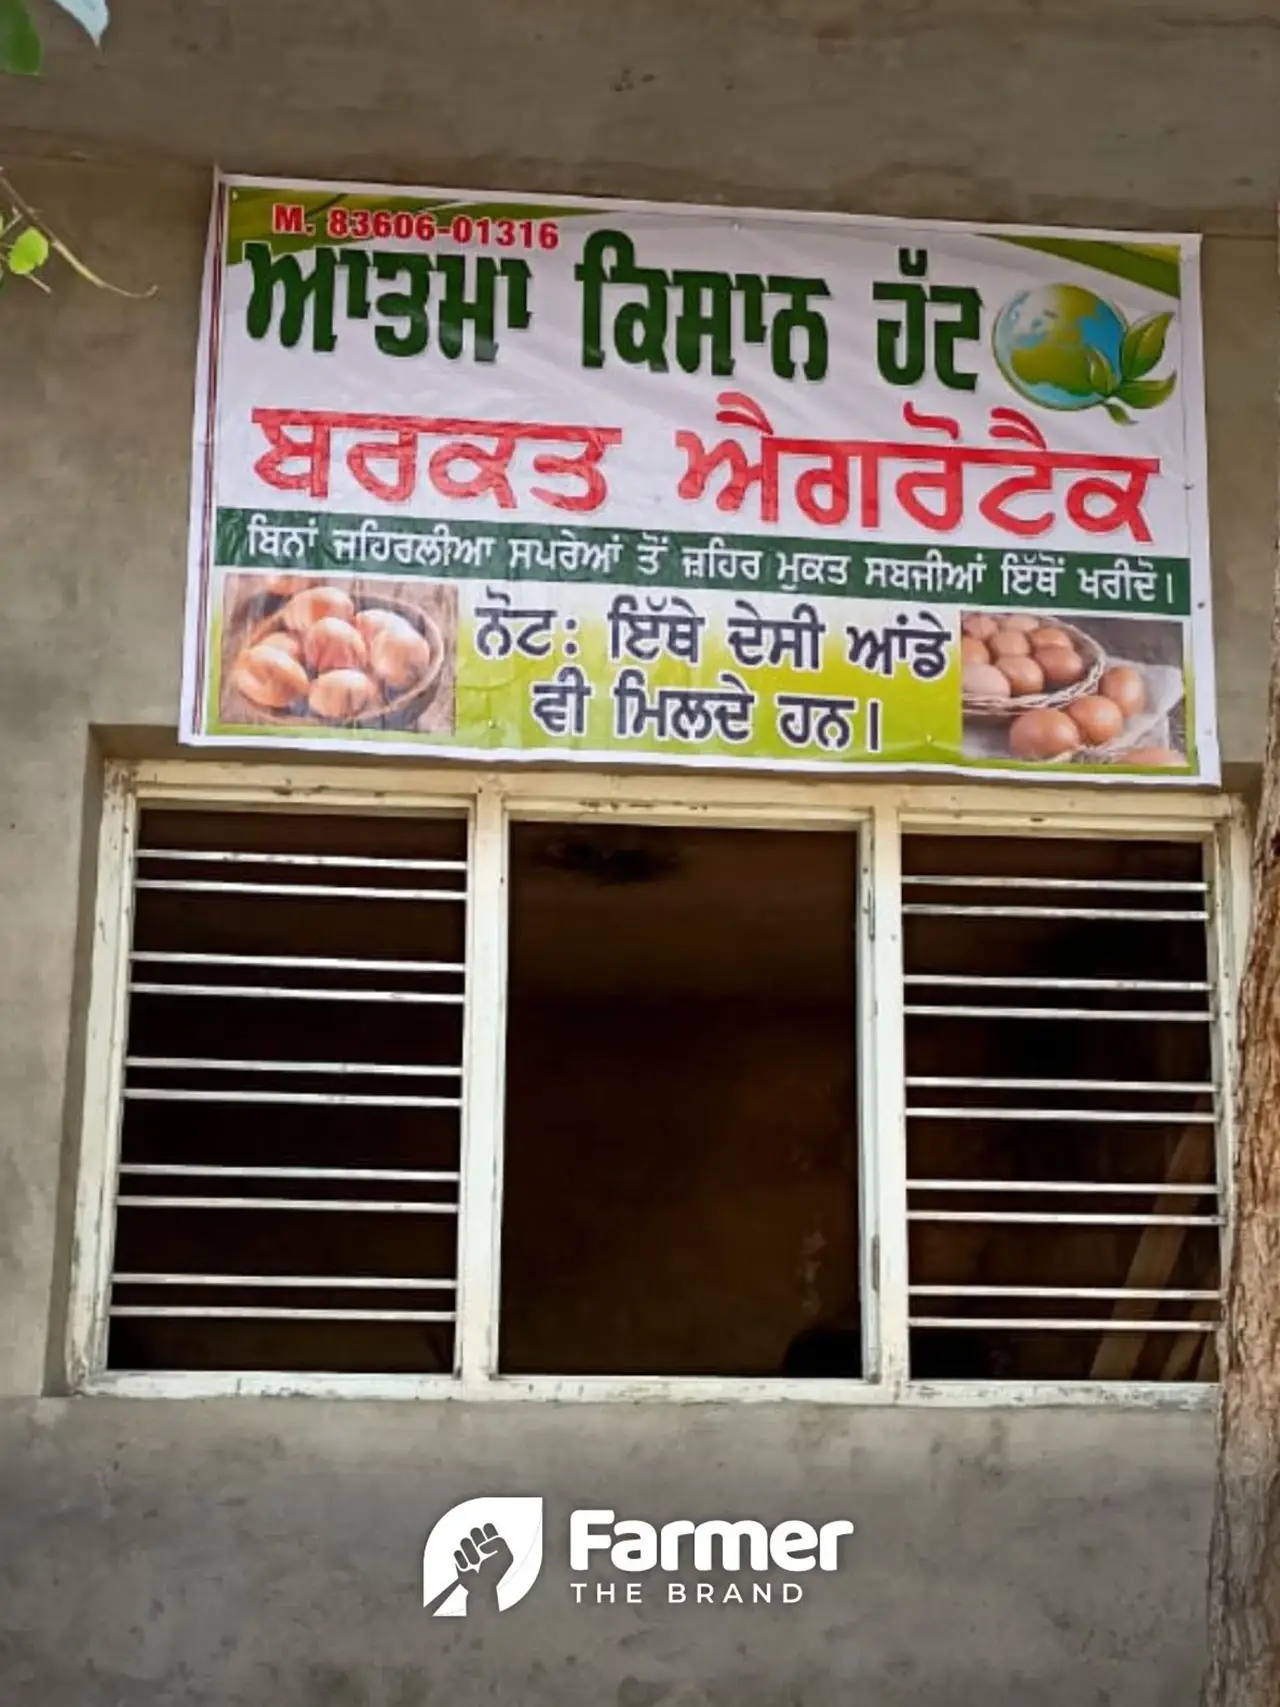 M. 83606-01316
ਆਤਮਾ ਕਿਸਾਨ ਹੱਟ
ਬਰਕਤ ਐਗਰੋਟੈਕ
ਬਿਨਾਂ ਜਹਿਰਲੀਆ ਸਪਰੇਆਂ ਤੋਂ ਜ਼ਹਿਰ ਮੁਕਤ ਸਬਜੀਆਂ ਇੱਥੋਂ ਖਰੀਦੋ।
ਨੋਟ: ਇੱਥੇ ਦੇਸੀ ਆਂਡੇ
ਵੀ ਮਿਲਦੇ ਹਨ।
Farmer
THE BRAND